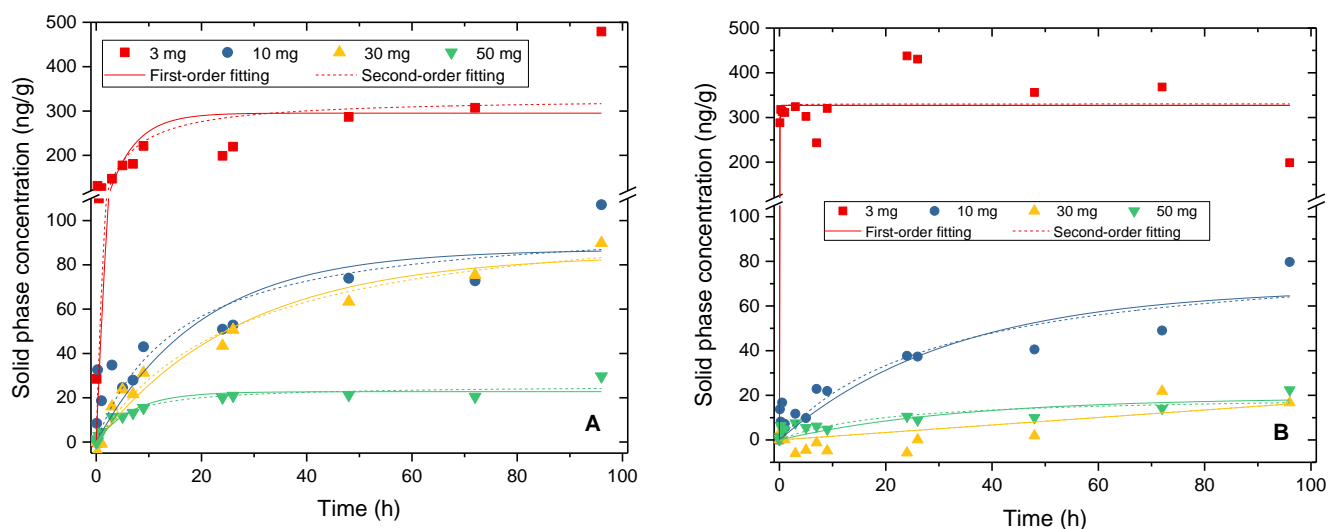 500
400
300
200
100
80
60
40
20
0
Solid phase concentration (ng/g)
3 mg 10 mg 30 mg 50 mg
First-order fitting Second-order fitting
A
0 20 40 60 80 100
Time (h)
500
400
300
200
100
80
60
40
20
0
Solid phase concentration (ng/g)
3 mg 10 mg 30 mg 50 mg
First-order fitting Second-order fitting
B
0 20 40 60 80 100
Time (h)